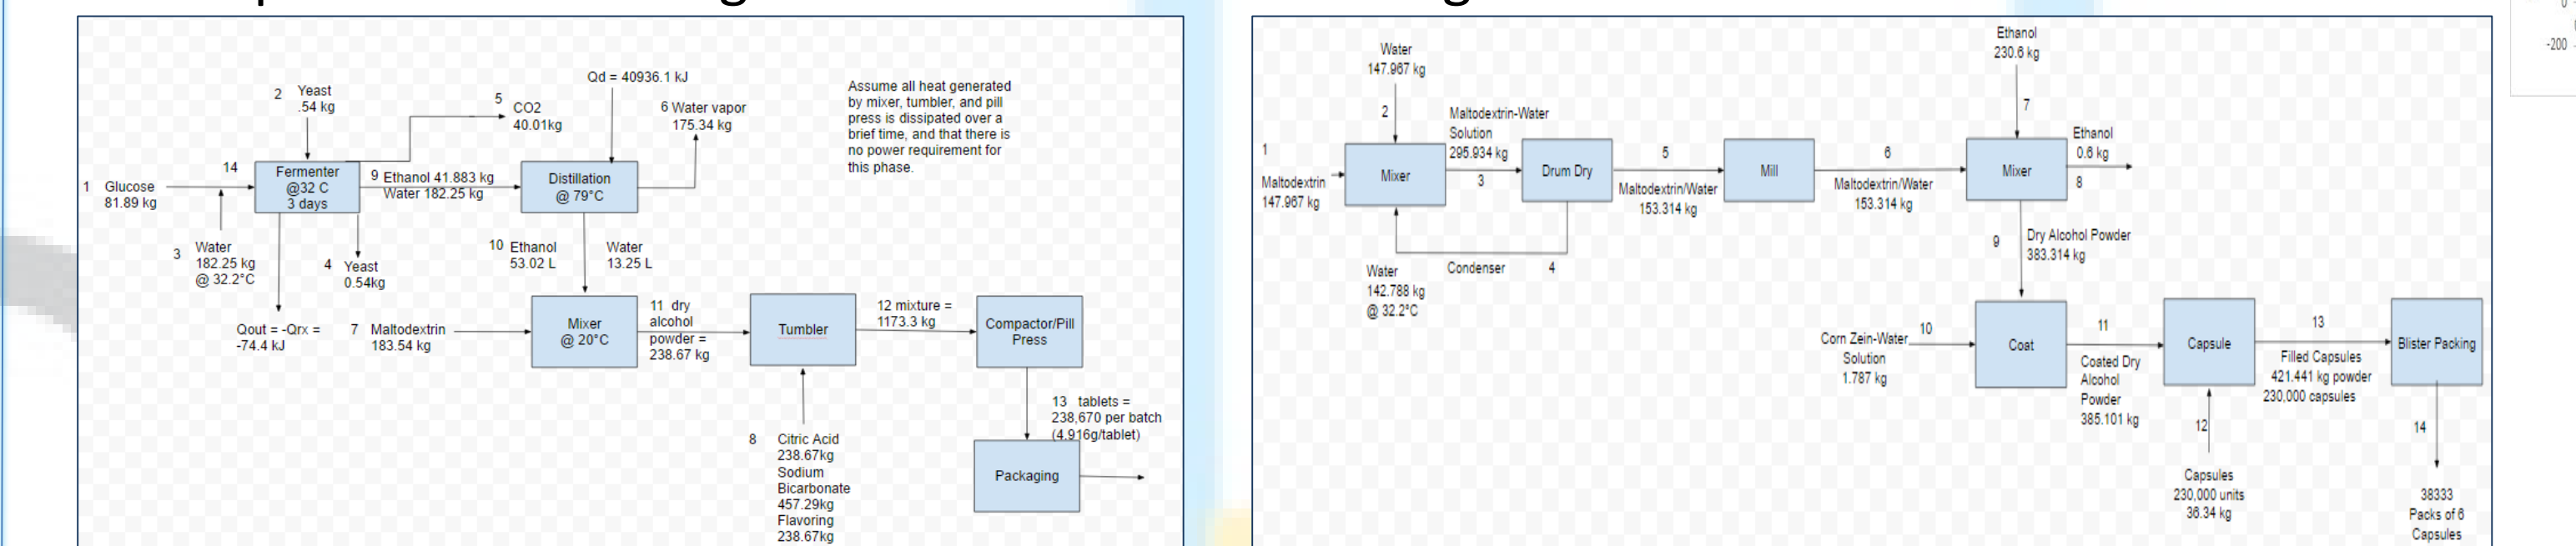 Qd = 40936.1 kJ
2 Yeast
.54 kg
5 CO2
40.01kg
6 Water vapor
175.34 kg
Assume all heat generated
by mixer, tumbler, and pill
press is dissipated over a
brief time, and that there is
no power requirement for
this phase.
14
1 Glucose
81.89 kg
Fermenter
@32 C
3 days
9 Ethanol 41.883 kg
Water 182.25 kg
Distillation
@ 79°C
3 Water
182.25 kg
@ 32.2°C
4 Yeast
0.54kg
10 Ethanol
53.02 L
Water
13.25 L
Qout = -Qrx =
-74.4 kJ
7 Maltodextrin
183.54 kg
Mixer
@ 20°C
11 dry
alcohol
powder =
238.67 kg
Tumbler
12 mixture =
1173.3 kg
Compactor/Pill
Press
13 tablets =
238,670 per batch
(4.916g/tablet)
8 Citric Acid
238.67kg
Sodium
Bicarbonate
457.29kg
Flavoring
238.67kg
Packaging
Water
147.967 kg
2
1
Maltodextrin
147.967 kg
Mixer
Maltodextrin-Water
Solution
295.934 kg
3
Drum Dry
5
Maltodextrin/Water
153.314 kg
Mill
6
Maltodextrin/Water
153.314 kg
Ethanol
230.6 kg
7
Mixer
Ethanol
0.6 kg
8
Water
142.788 kg
@ 32.2°C
Condenser
4
9
Dry Alcohol Powder
383.314 kg
Corn Zein-Water
Solution
1.787 kg
10
Coat
11
Coated Dry
Alcohol
Powder
385.101 kg
Capsule
12
Capsules
230,000 units
36.34 kg
13
Filled Capsules
421.441 kg powder
230,000 capsules
Blister Packing
14
38333
Packs of 6
Capsules
0
-200